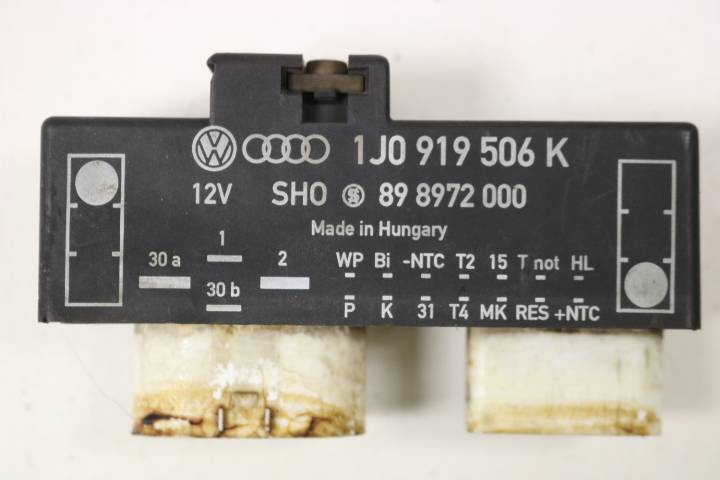 1J0 919 506 K
12V SHO 89 8972 000
Made in Hungary
30 a 1 2
30 b
WP Bi -NTC T2 15 T not HL
P K 31 T4 MK RES +NTC